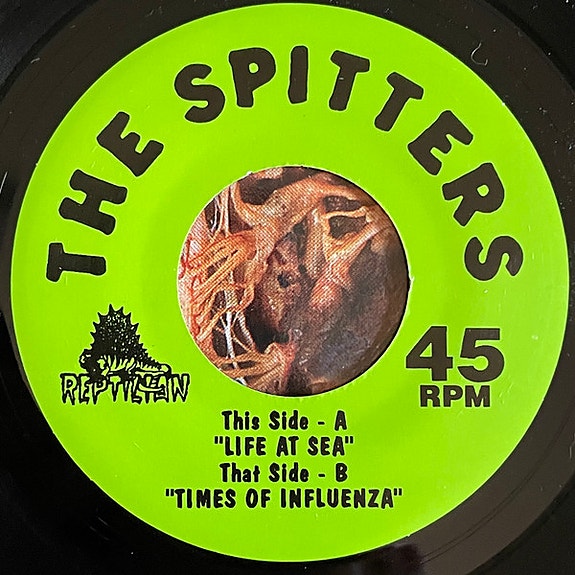 THE SPITTERS
REPTILIAN
45
RPM
This Side - A
"LIFE AT SEA"
That Side - B
"TIMES OF INFLUENZA"